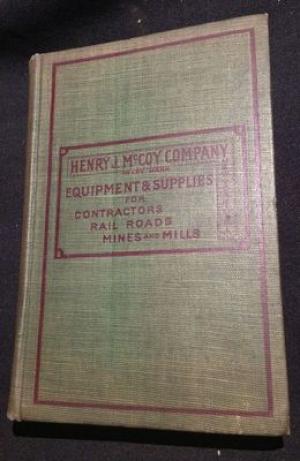 HENRY J. MCCOY COMPANY
EQUIPMENT & SUPPLIES
FOR
CONTRACTORS
RAIL ROADS
MINES AND MILLS